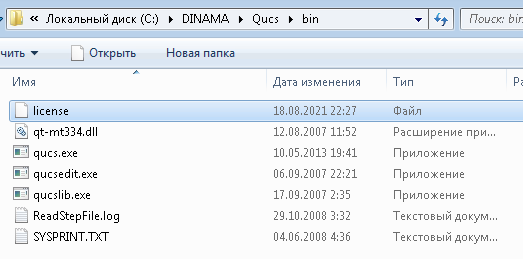 Локальный диск (C:) DINAMA Qucs bin Поиск: bin
чить Открыть Новая папка
Имя Дата изменения Тип Ра
license 18.08.2021 22:27 Файл
qt-mt334.dll 12.08.2007 11:52 Расширение при...
qucs.exe 10.05.2013 19:41 Приложение
qucsedit.exe 06.09.2007 22:21 Приложение
qucslib.exe 17.09.2007 2:35 Приложение
ReadStepFile.log 29.10.2008 3:32 Текстовый докум...
SYSPRINT.TXT 04.06.2008 4:36 Текстовый докум...